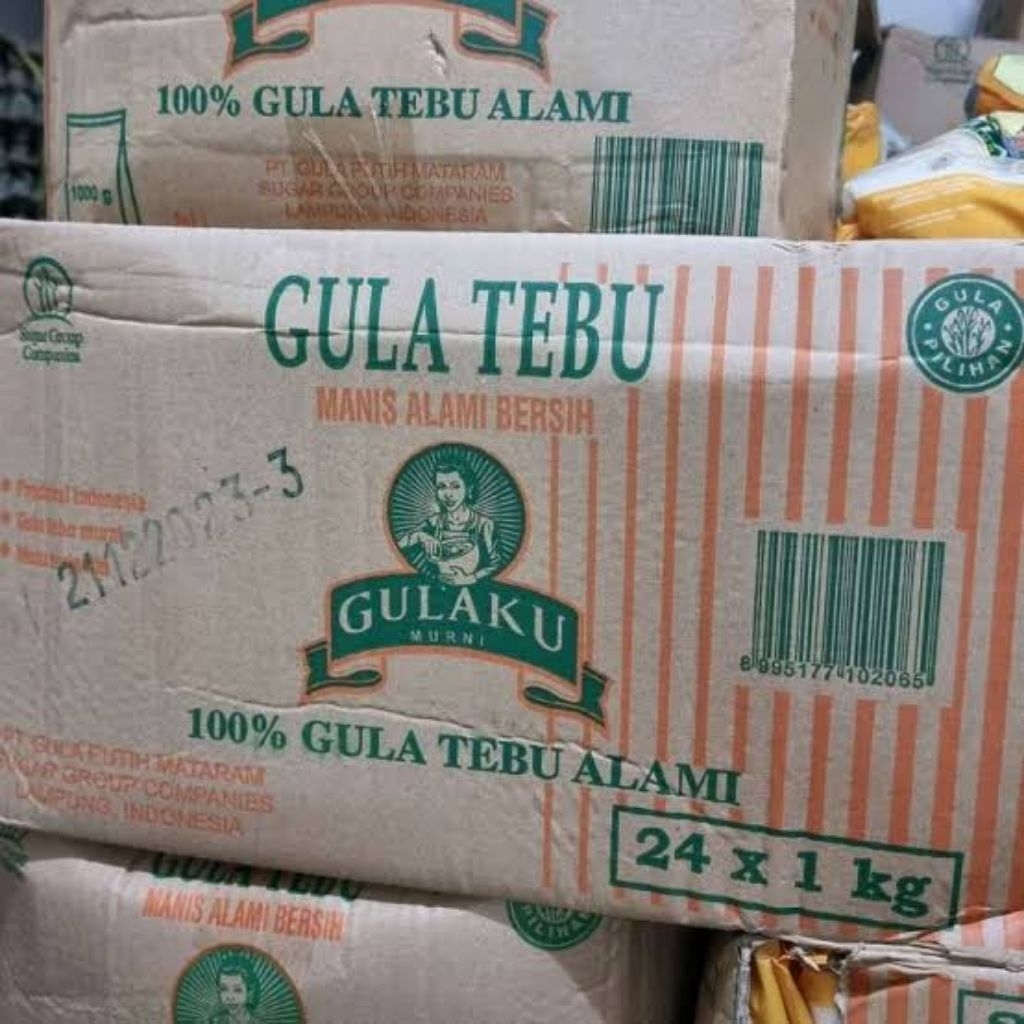 100% GULA TEBU ALAMI
1000 g
PT GULA PUTIH MATARAM
SUGAR GROUP COMPANIES
LAMPUNG, INDONESIA
Sugar Group
Companies
GULA TEBU
MANIS ALAMI BERSIH
GULA
PILIHAN
GULAKU
MURNI
8 995177 102065
100% GULA TEBU ALAMI
PT GULA PUTIH MATARAM
SUGAR GROUP COMPANIES
LAMPUNG, INDONESIA
24 x 1 kg
GULA TEBU
MANIS ALAMI BERSIH
PILIHAN